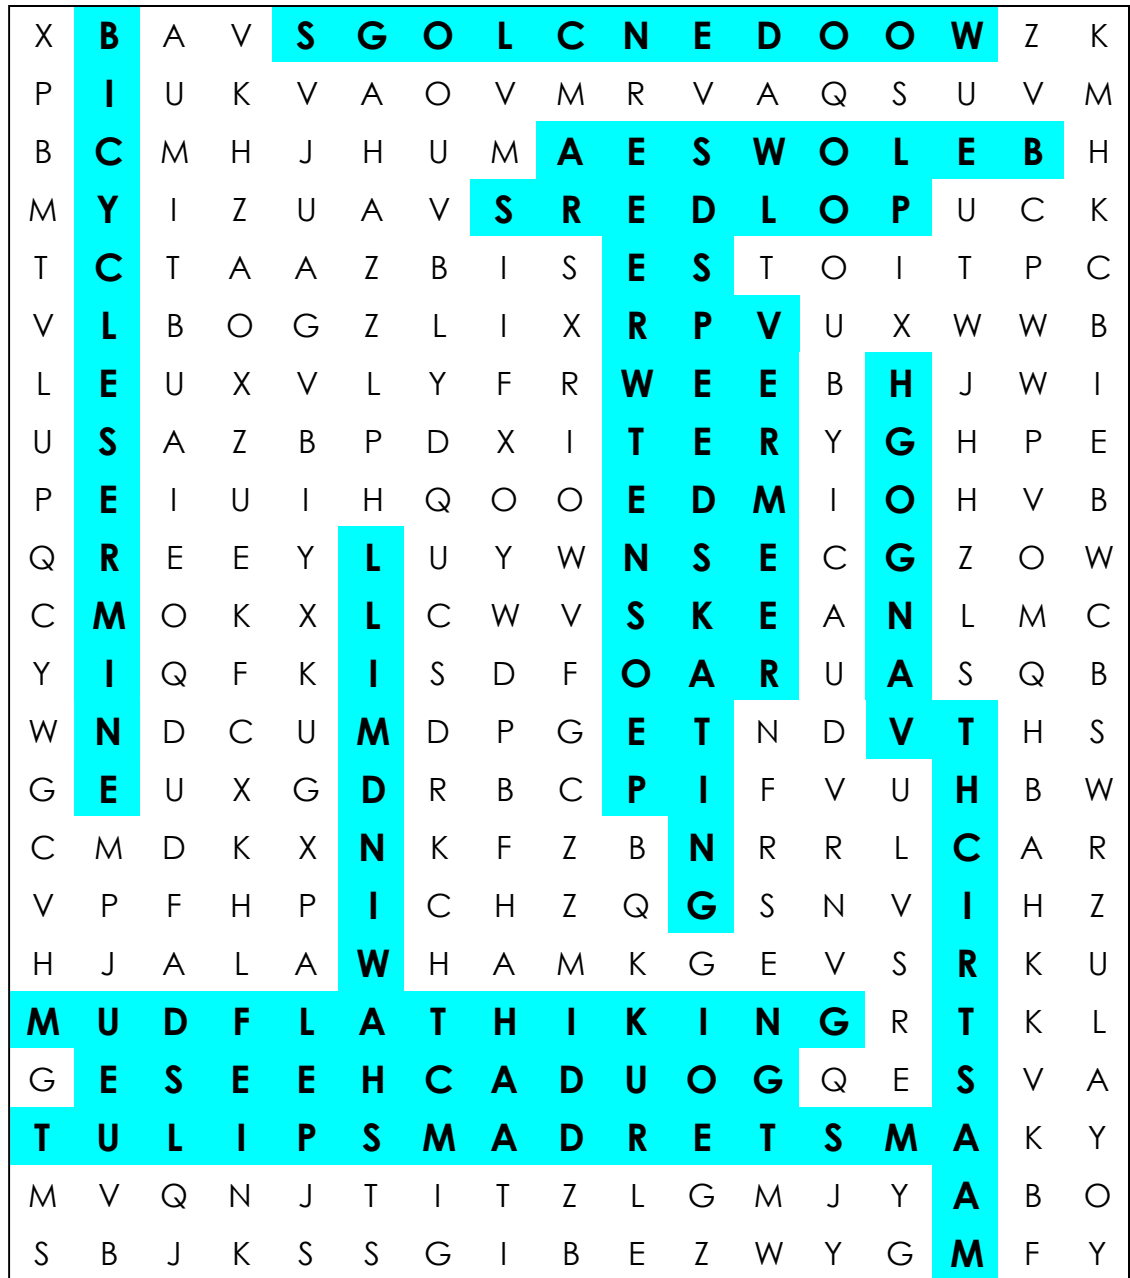 X B A V S G O L C N E D O O W Z K
P I U K V A O V M R V A Q S U V M
B C M H J H U M A E S W O L E B H
M Y I Z U A V S R E D L O P U C K
T C T A A Z B I S E S T O I T P C
V L B O G Z L I X R P V U X W W B
L E U X V L Y F R W E E B H J W I
U S A Z B P D X I T E R Y G H P E
P E I U I H Q O O E D M I O H V B
Q R E E Y L U Y W N S E C G Z O W
C M O K X L C W V S K E A N L M C
Y I Q F K I S D F O A R U A S Q B
W N D C U M D P G E T N D V T H S
G E U X G D R B C P I F V U H B W
C M D K X N K F Z B N R R L C A R
V P F H P I C H Z Q G S N V I H Z
H J A L A W H A M K G E V S R K U
M U D F L A T H I K I N G R T K L
G E S E E H C A D U O G Q E S V A
T U L I P S M A D R E T S M A K Y
M V Q N J T I T Z L G M J Y A B O
S B J K S S G I B E Z W Y G M F Y